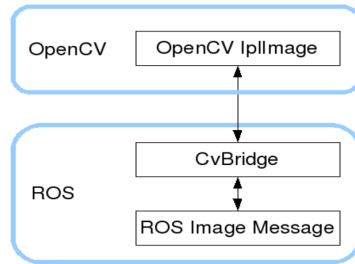 OpenCV
OpenCV IplImage
CvBridge
ROS
ROS Image Message